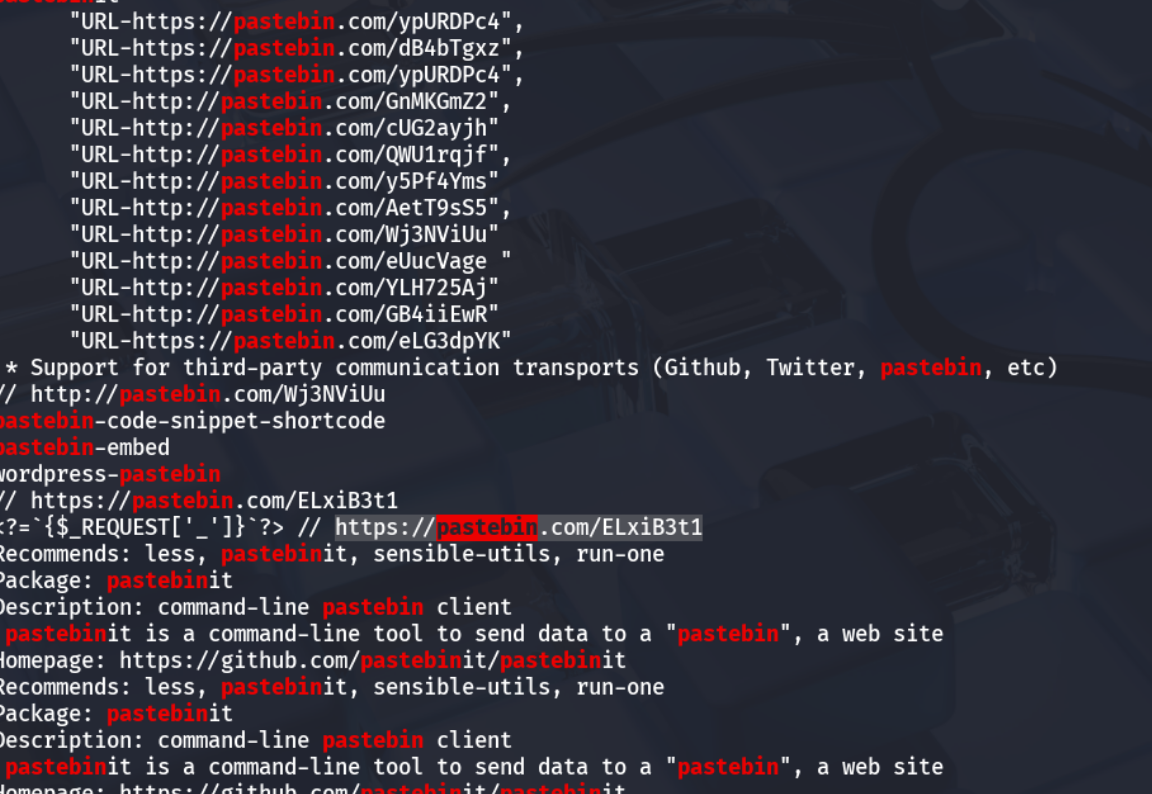 "URL-https://pastebin.com/ypURDPc4",
"URL-https://pastebin.com/dB4bTgxz",
"URL-https://pastebin.com/ypURDPc4",
"URL-http://pastebin.com/GnMKGmZ2",
"URL-http://pastebin.com/cUG2ayjh"
"URL-http://pastebin.com/QWU1rqjf",
"URL-http://pastebin.com/y5Pf4Yms"
"URL-http://pastebin.com/AetT9sS5",
"URL-http://pastebin.com/Wj3NViUu"
"URL-http://pastebin.com/eUucVage "
"URL-http://pastebin.com/YLH725Aj"
"URL-http://pastebin.com/GB4iiEwR"
"URL-https://pastebin.com/eLG3dpYK"
* Support for third-party communication transports (Github, Twitter, pastebin, etc)
// http://pastebin.com/Wj3NViUu
pastebin-code-snippet-shortcode
pastebin-embed
wordpress-pastebin
// https://pastebin.com/ELxiB3t1
<?=`{$_REQUEST['_']}`?> // https://pastebin.com/ELxiB3t1
Recommends: less, pastebinit, sensible-utils, run-one
Package: pastebinit
Description: command-line pastebin client
pastebinit is a command-line tool to send data to a "pastebin", a web site
Homepage: https://github.com/pastebinit/pastebinit
Recommends: less, pastebinit, sensible-utils, run-one
Package: pastebinit
Description: command-line pastebin client
pastebinit is a command-line tool to send data to a "pastebin", a web site
Homepage: https://github.com/pastebinit/pastebinit